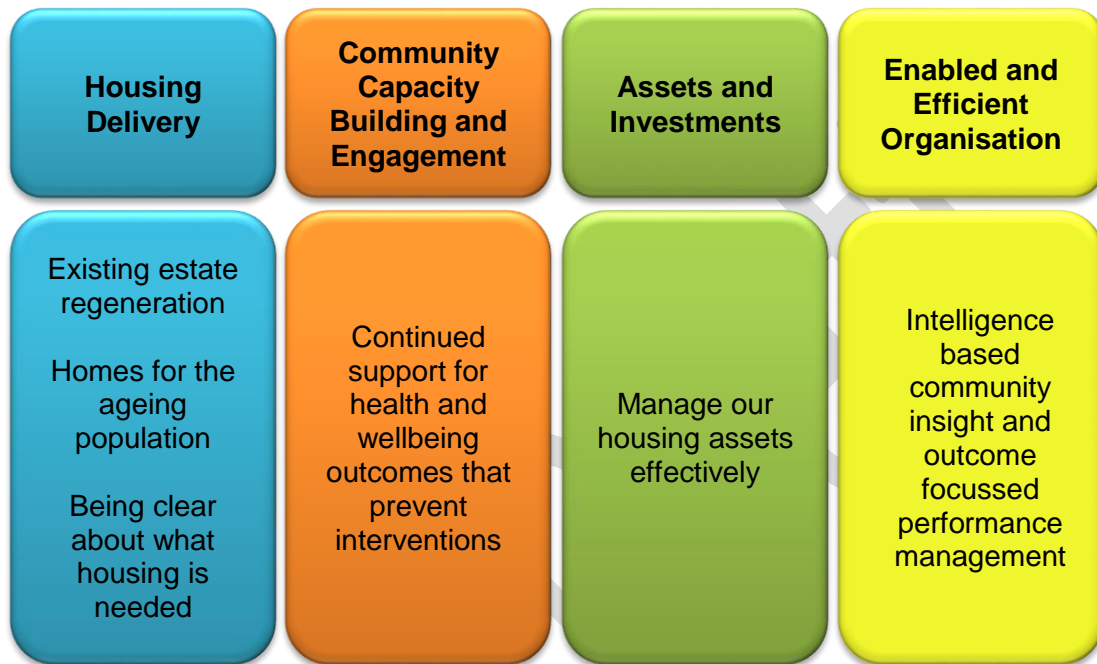 Housing
Delivery
Community
Capacity
Building and
Engagement
Assets and
Investments
Enabled and
Efficient
Organisation
Existing estate
regeneration
Homes for the
ageing
population
Being clear
about what
housing is
needed
Continued
support for
health and
wellbeing
outcomes that
prevent
interventions
Manage our
housing assets
effectively
Intelligence
based
community
insight and
outcome
focussed
performance
management